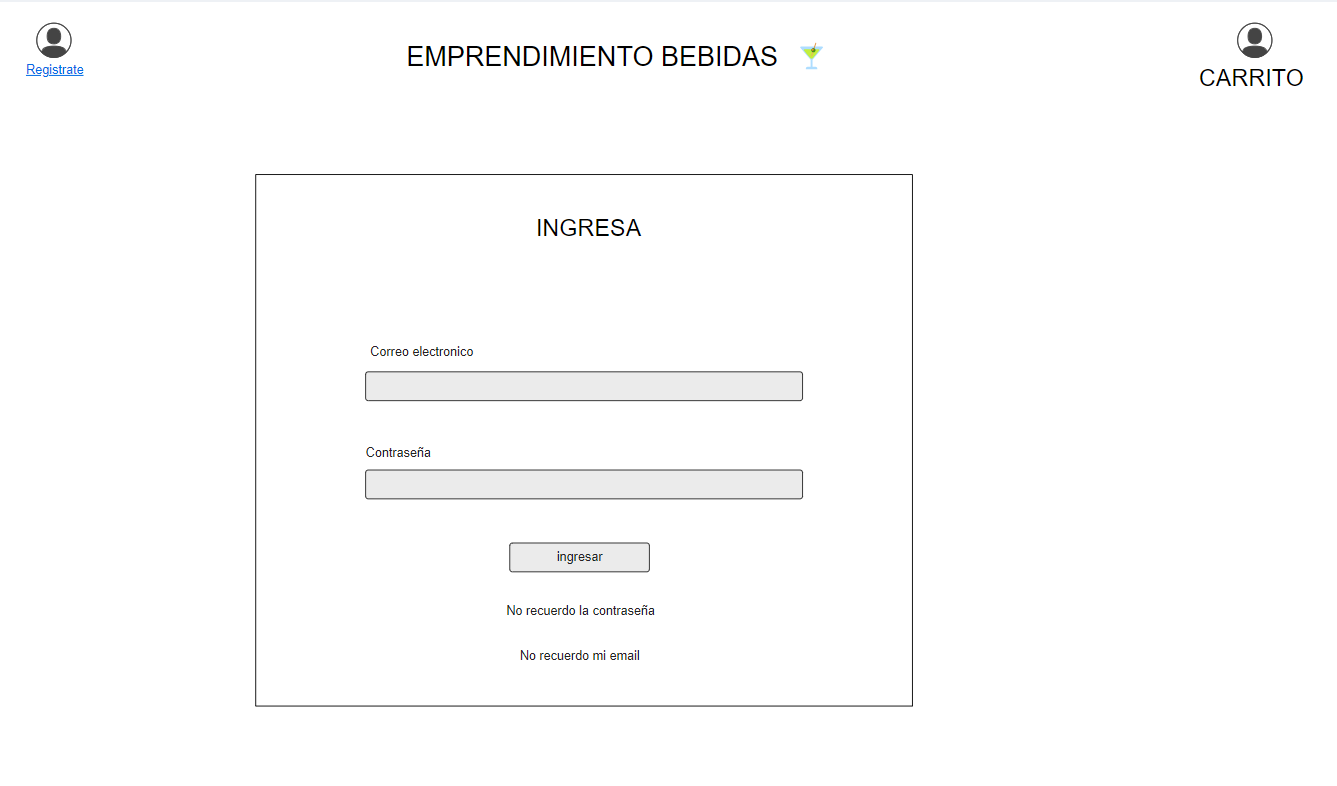 Registrate
EMPRENDIMIENTO BEBIDAS
CARRITO
INGRESA
Correo electronico
Contraseña
ingresar
No recuerdo la contraseña
No recuerdo mi email